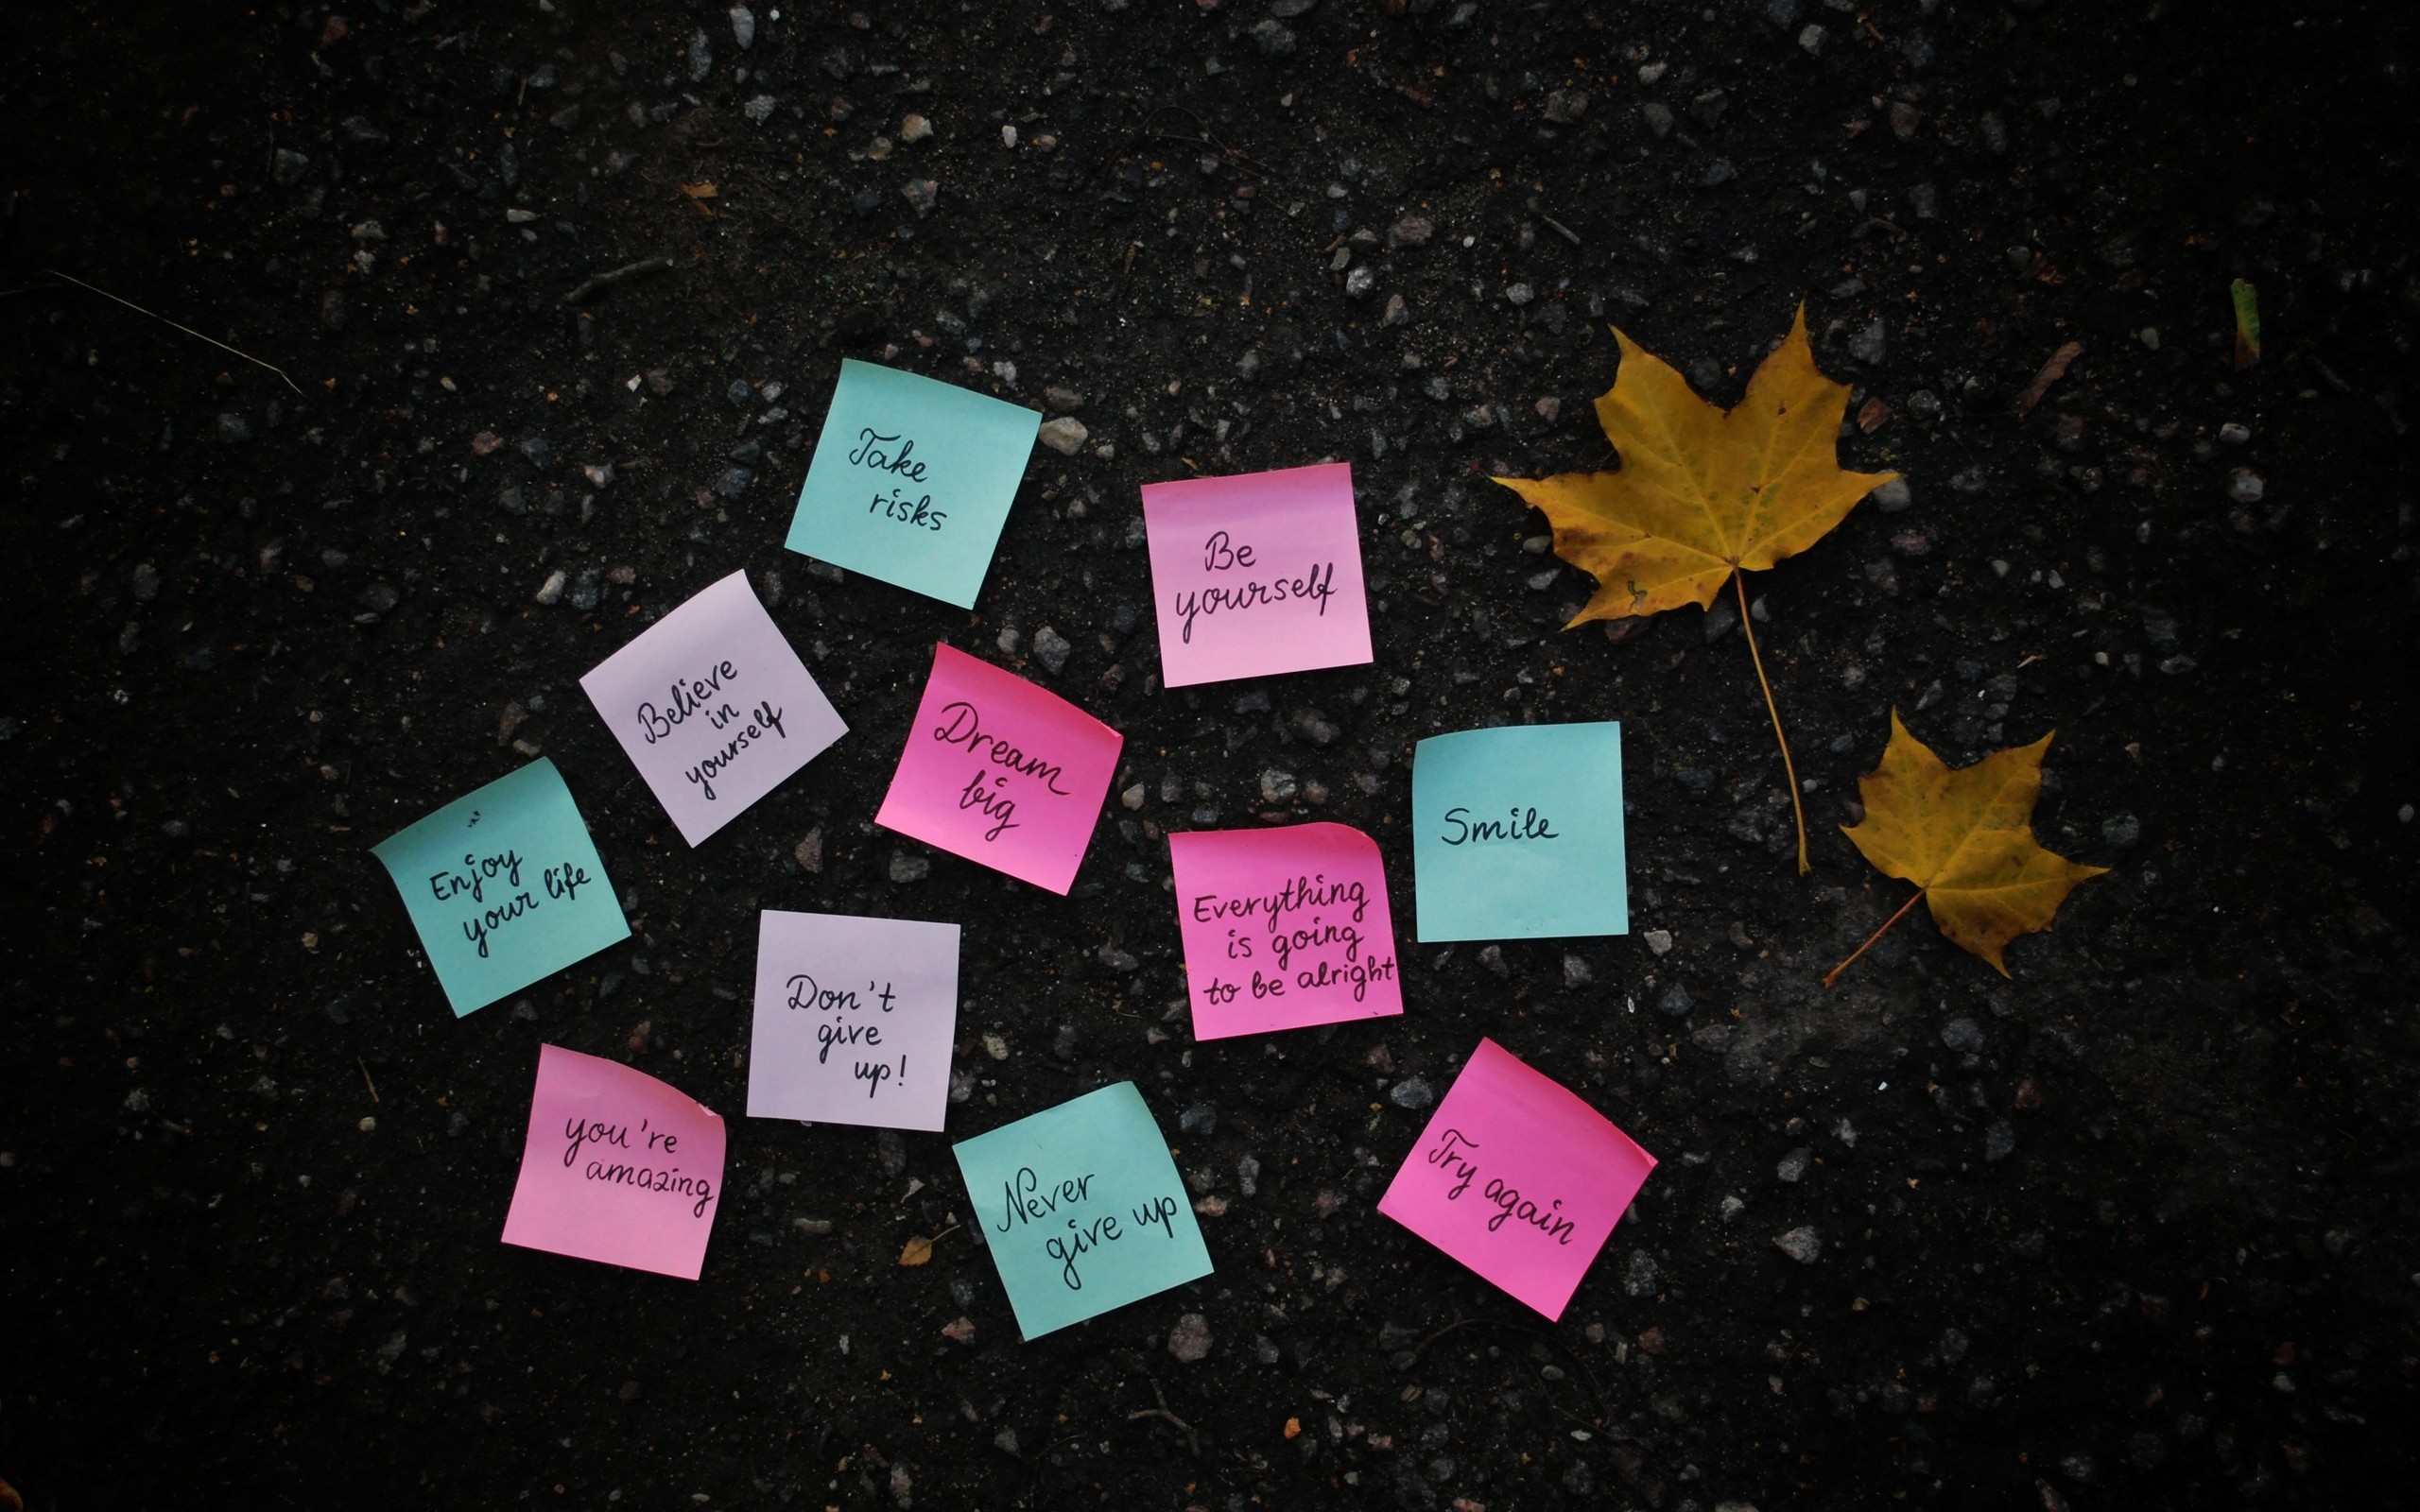 Take
risks
Be
yourself
Believe
in
yourself
Dream
big
Smile
Enjoy
your life
Everything
is going
to be alright
Don't
give
up!
you're
amazing
Never
give up
Try again